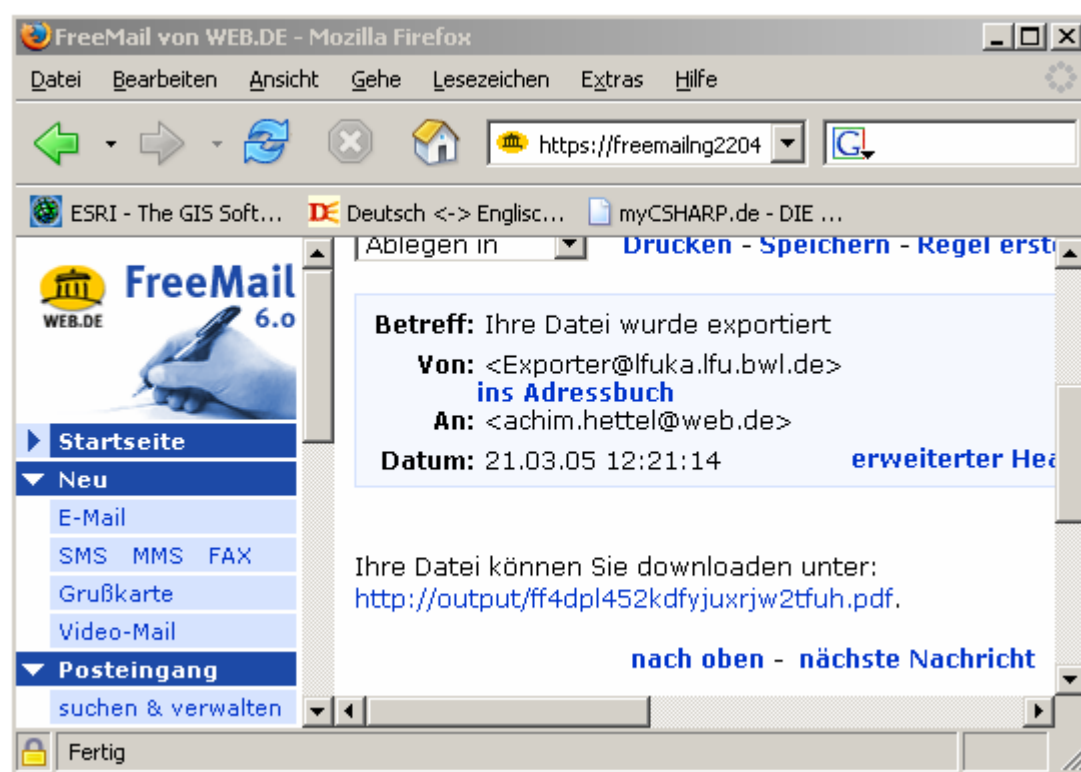 FreeMail von WEB.DE - Mozilla Firefox
Datei Bearbeiten Ansicht Gehe Lesezeichen Extras Hilfe
https://freemailng2204
G
ESRI - The GIS Soft... DE Deutsch <-> Englisc... myCSHARP.de - DIE ...
FreeMail
WEB.DE 6.0
Startseite
Neu
E-Mail
SMS MMS FAX
Grußkarte
Video-Mail
Posteingang
suchen & verwalten
Ablegen in Drucken - Speichern - Regel erst
Betreff: Ihre Datei wurde exportiert
Von: <Exporter@lfuka.lfu.bwl.de>
ins Adressbuch
An: <achim.hettel@web.de>
Datum: 21.03.05 12:21:14 erweiterter Hea
Ihre Datei können Sie downloaden unter:
http://output/ff4dpl452kdfyjuxrjw2tfuh.pdf.
nach oben - nächste Nachricht
Fertig